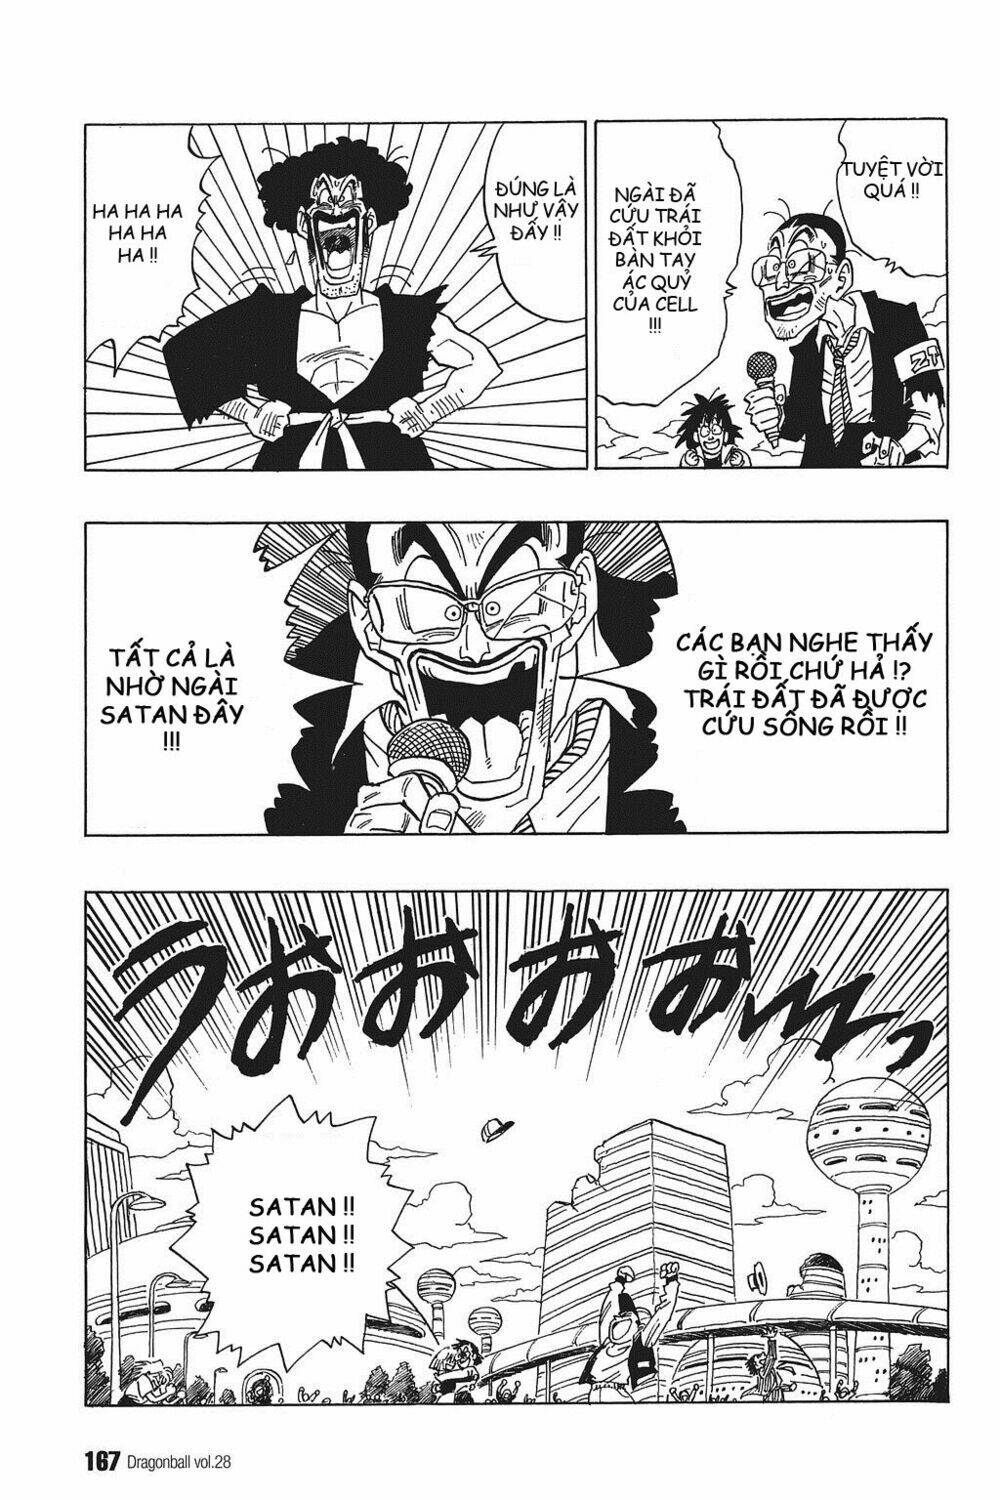 TUYỆT VỜI
QUÁ !!
NGÀI ĐÃ
CỨU TRÁI
ĐẤT KHỎI
BÀN TAY
ÁC QUỶ
CỦA CELL
!!!
ZT
ĐÚNG LÀ
NHƯ VẬY
ĐẤY !!
HA HA HA
HA HA
HA !!
CÁC BẠN NGHE THẤY
GÌ RỒI CHỨ HẢ !?
TRÁI ĐẤT ĐÃ ĐƯỢC
CỨU SỐNG RỒI !!
TẤT CẢ LÀ
NHỜ NGÀI
SATAN ĐÂY
!!!
うおおおお〰っ
SATAN !!
SATAN !!
SATAN !!
167 Dragonball vol.28